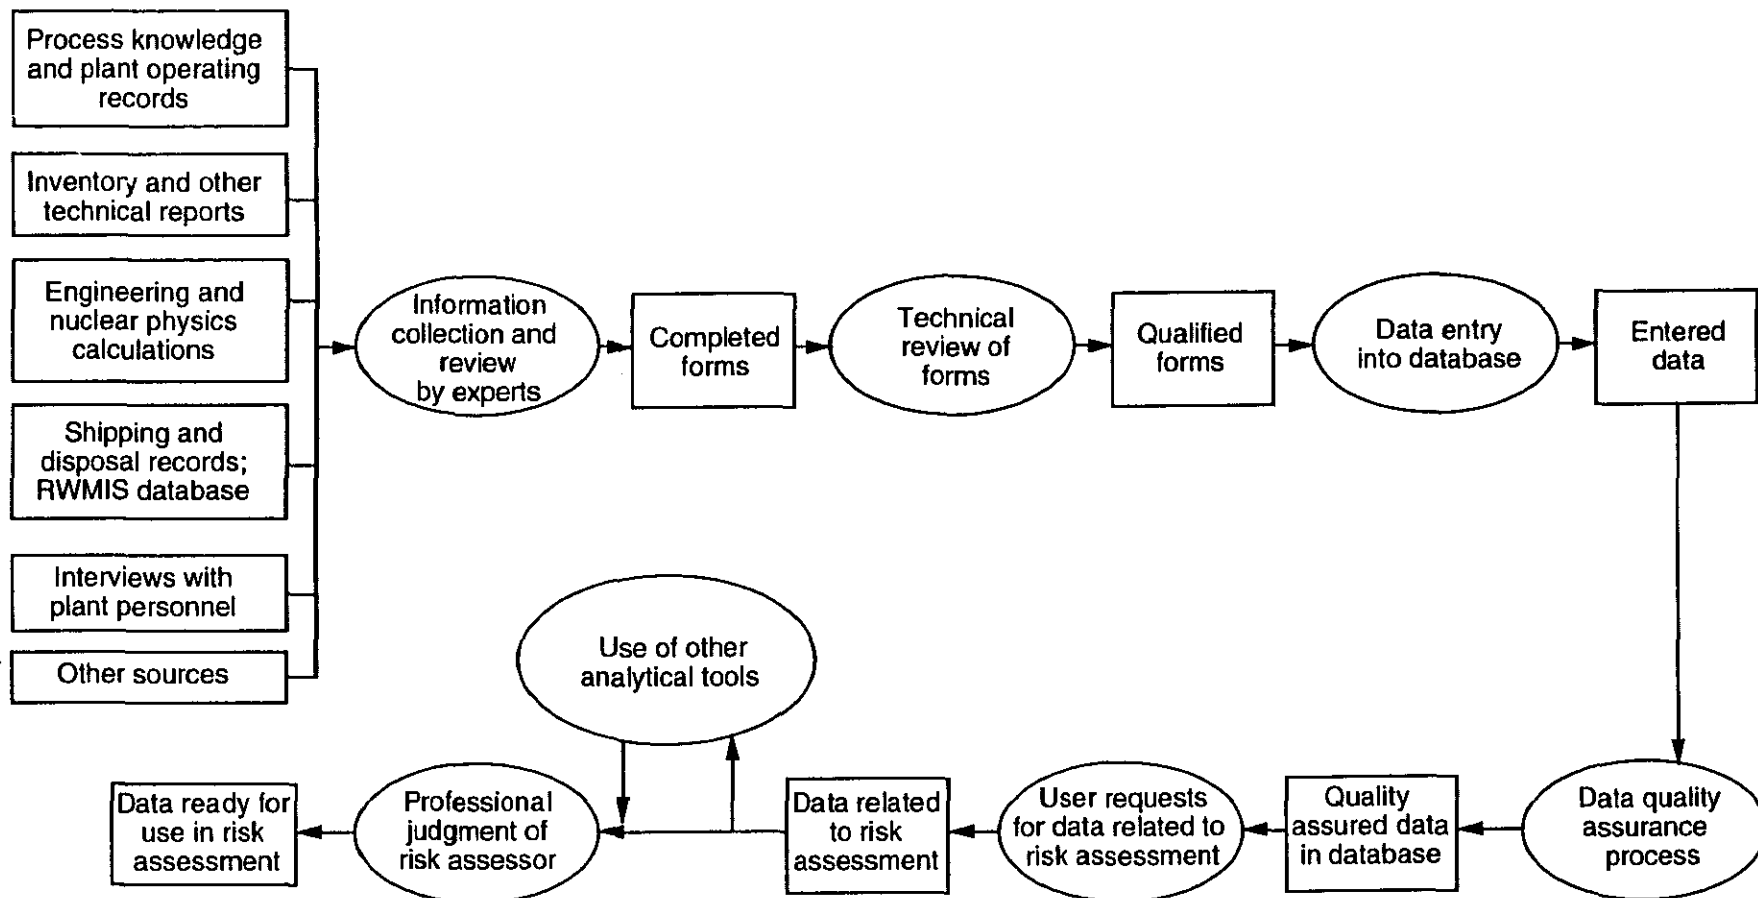 Process knowledge
and plant operating
records
Inventory and other
technical reports
Engineering and
nuclear physics
calculations
Shipping and
disposal records;
RWMIS database
Interviews with
plant personnel
Other sources
Information
collection and
review
by experts
Completed
forms
Technical
review of
forms
Qualified
forms
Data entry
into database
Entered
data
Use of other
analytical tools
Data ready for
use in risk
assessment
Professional
judgment of
risk assessor
Data related
to risk
assessment
User requests
for data related to
risk assessment
Quality
assured data
in database
Data quality
assurance
process